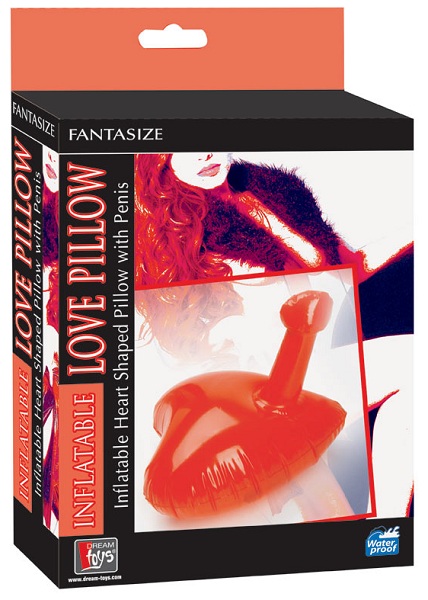 FANTASIZE
INFLATABLE LOVE PILLOW
Inflatable Heart Shaped Pillow with Penis
INFLATABLE LOVE PILLOW
Inflatable Heart Shaped Pillow with Penis
DREAM
toys
www.dream-toys.com
Water
proof